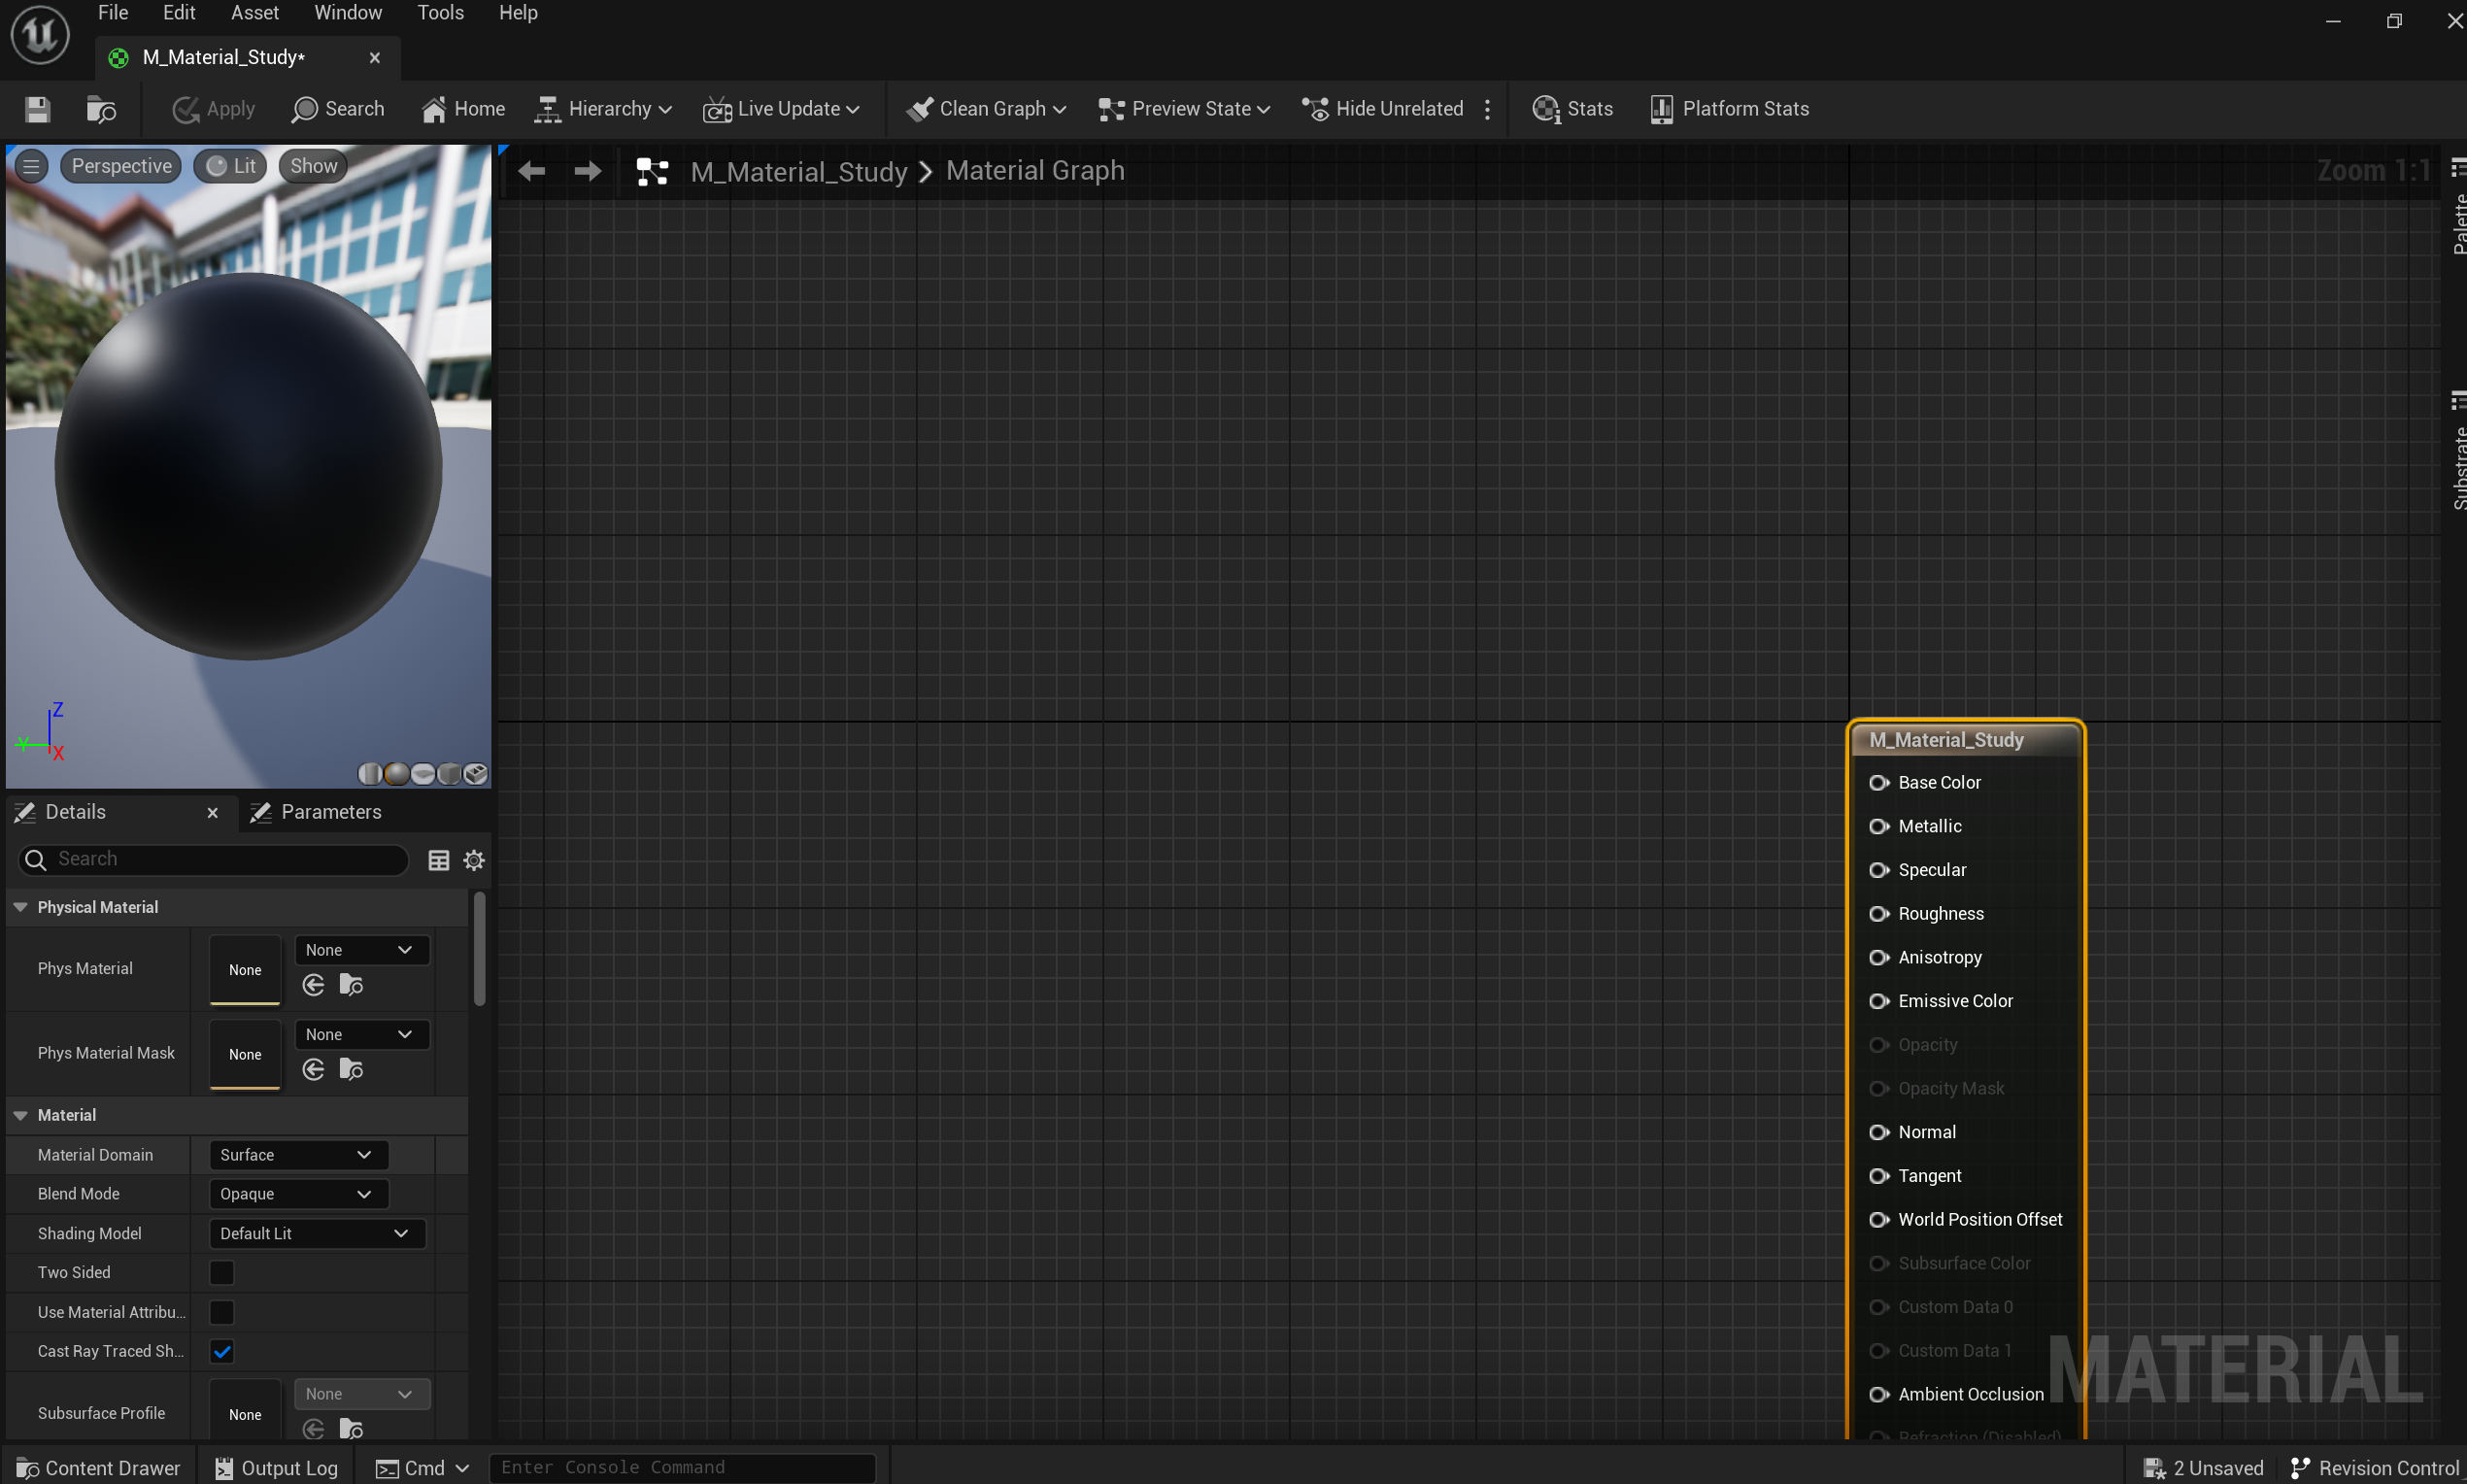 File Edit Asset Window Tools Help
M_Material_Study*
Apply Search Home Hierarchy Live Update Clean Graph Preview State Hide Unrelated Stats Platform Stats
Perspective Lit Show
M_Material_Study > Material Graph
Zoom 1:1
Palette
Substrate
Z
Y
X
Details Parameters
Search
Physical Material
Phys Material None None
Phys Material Mask None None
Material
Material Domain Surface
Blend Mode Opaque
Shading Model Default Lit
Two Sided
Use Material Attribu...
Cast Ray Traced Sh...
Subsurface Profile None None
M_Material_Study
Base Color
Metallic
Specular
Roughness
Anisotropy
Emissive Color
Opacity
Opacity Mask
Normal
Tangent
World Position Offset
Subsurface Color
Custom Data 0
Custom Data 1
Ambient Occlusion
Refraction (Disabled)
MATERIAL
Content Drawer Output Log Cmd Enter Console Command 2 Unsaved Revision Control